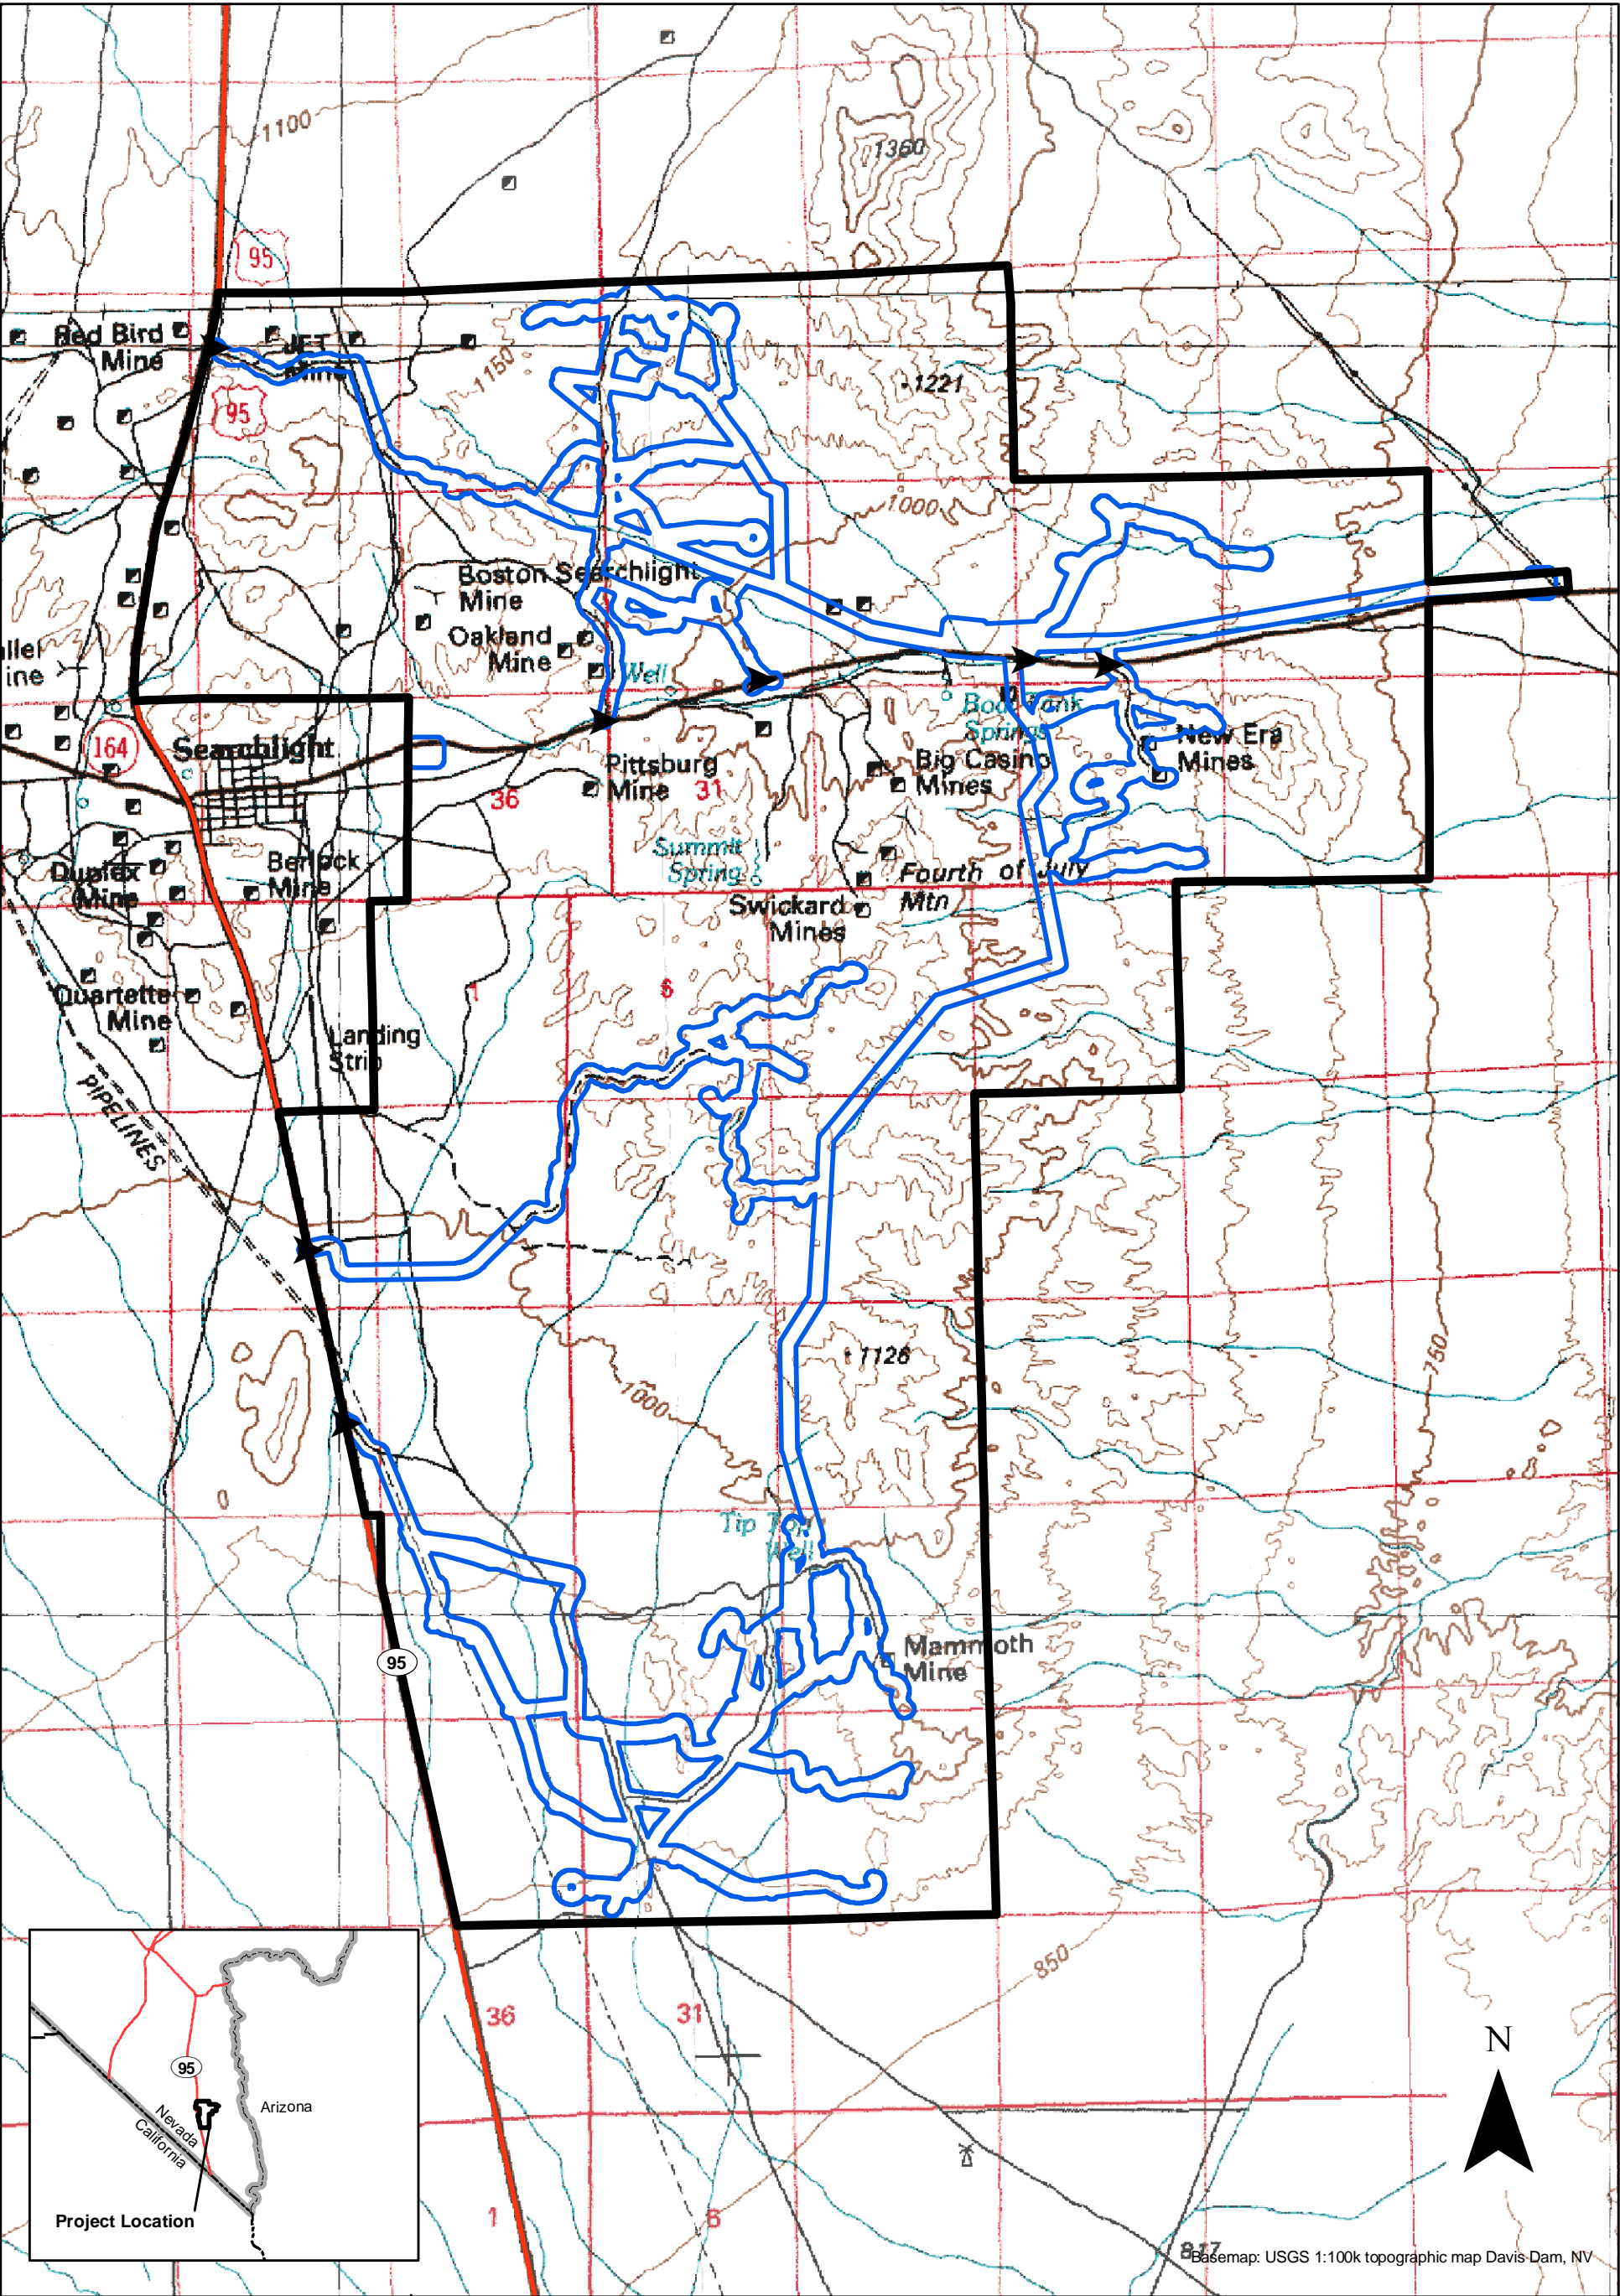 1100
1360
95
Red Bird
Mine
JET
Mine
1150
1221
95
1000
Boston Searchlight
Mine
Oakland
Mine
Well
164
Searchlight
Boot Tank
Springs
New Era
Mines
Pittsburg
Mine
Big Casino
Mines
36
31
Summit
Spring
Duplex
Mine
Berlock
Mine
Fourth of July
Mtn
Swickard
Mines
Quartette
Mine
1
6
Landing
Strip
PIPELINES
1126
750
1000
Tip Top
Well
95
Mammoth
Mine
850
36
31
N
95
Arizona
Nevada
California
Project Location
1
6
Basemap: USGS 1:100k topographic map Davis Dam, NV